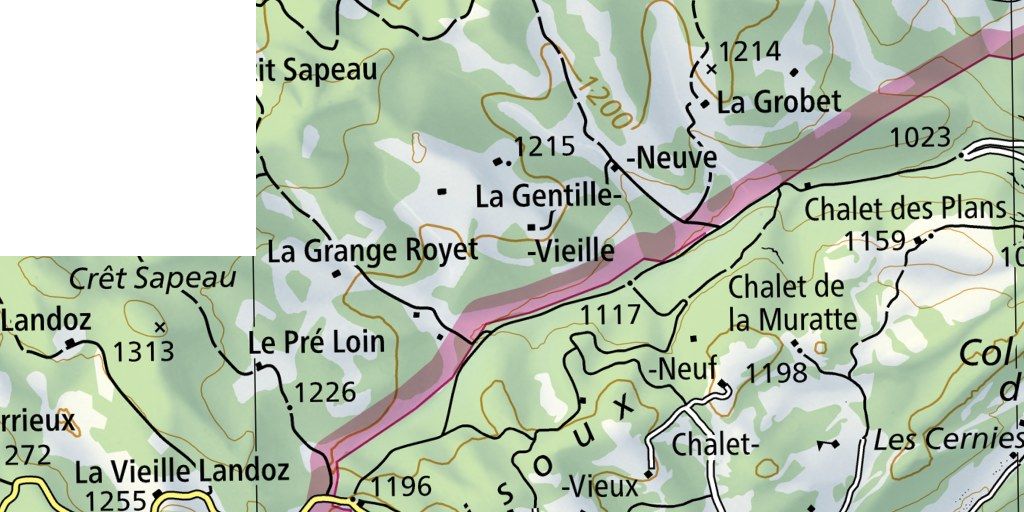 1214
it Sapeau
La Grobet
1200
1023
1215
-Neuve
La Gentille-
Chalet des Plans
-Vieille
1159
La Grange Royet
10
Crêt Sapeau
Chalet de
la Muratte
1117
Landoz
1313
Le Pré Loin
Col
-Neuf
1198
d
1226
x
rrieux
u
Chalet-
Les Cernies
272
o
La Vieille Landoz
-Vieux
1196
s
1255